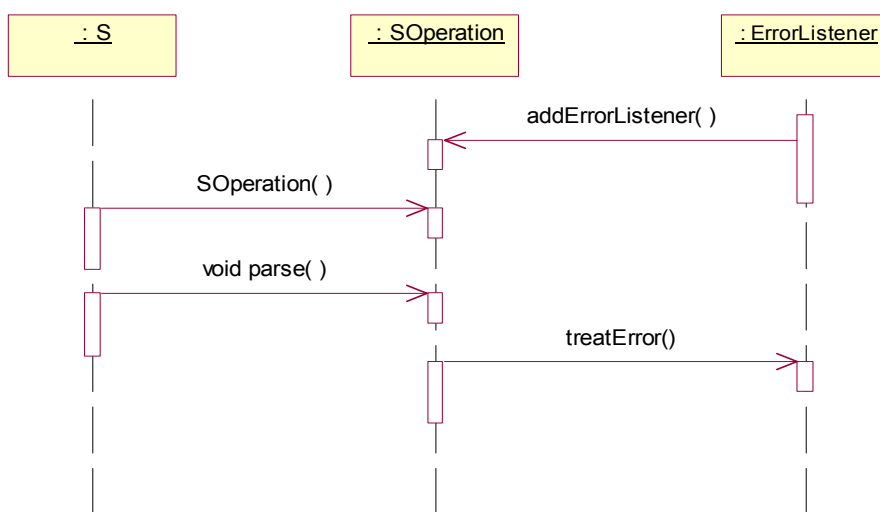 : S
: SOperation
: ErrorListener
addErrorListener( )
SOperation( )
void parse( )
treatError()